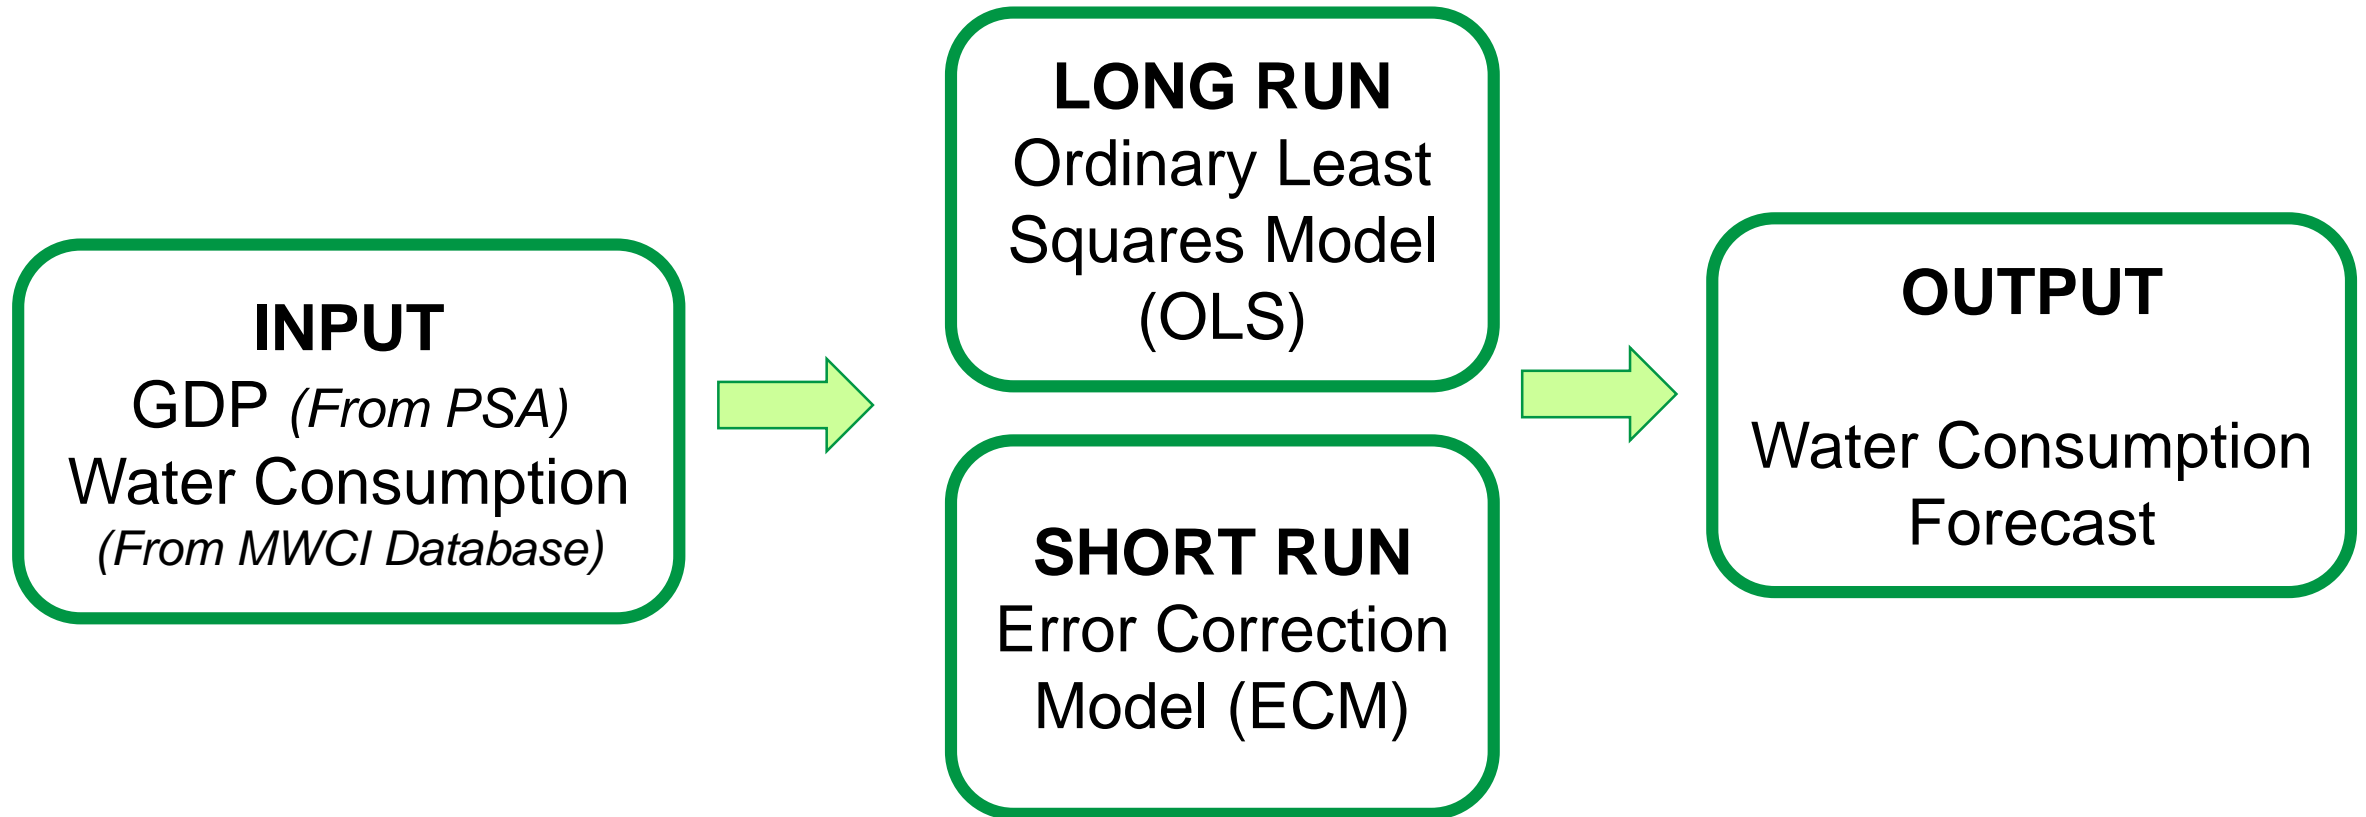 INPUT
GDP (From PSA)
Water Consumption
(From MWCI Database)
LONG RUN
Ordinary Least
Squares Model
(OLS)
SHORT RUN
Error Correction
Model (ECM)
OUTPUT
Water Consumption
Forecast